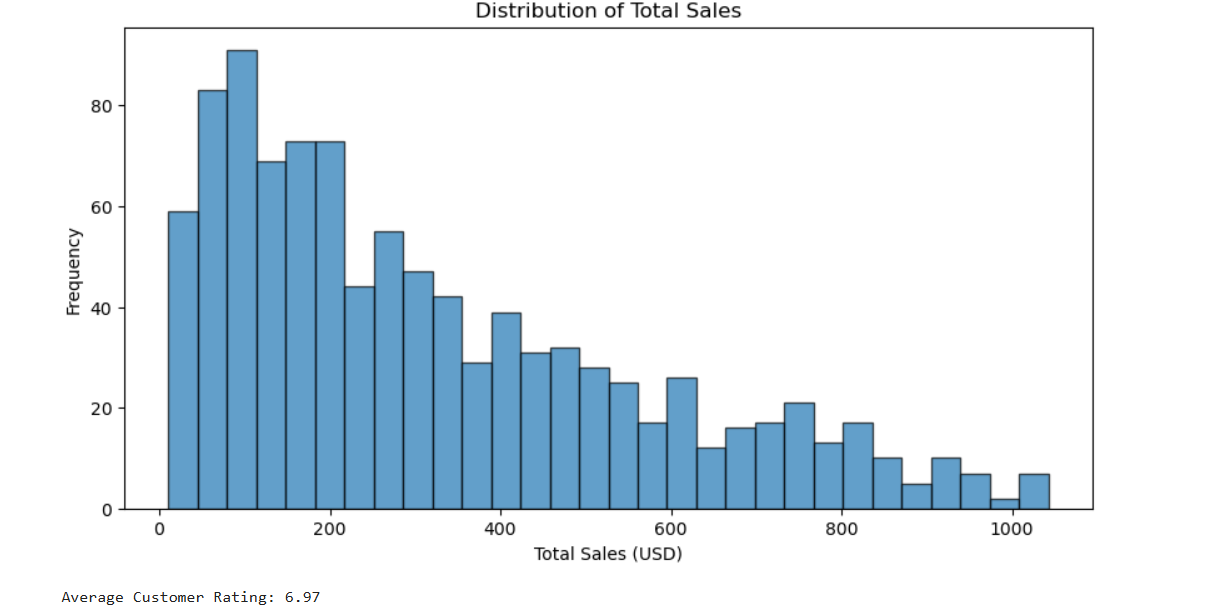 Distribution of Total Sales
Frequency
80
60
40
20
0
0 200 400 600 800 1000
Total Sales (USD)
Average Customer Rating: 6.97